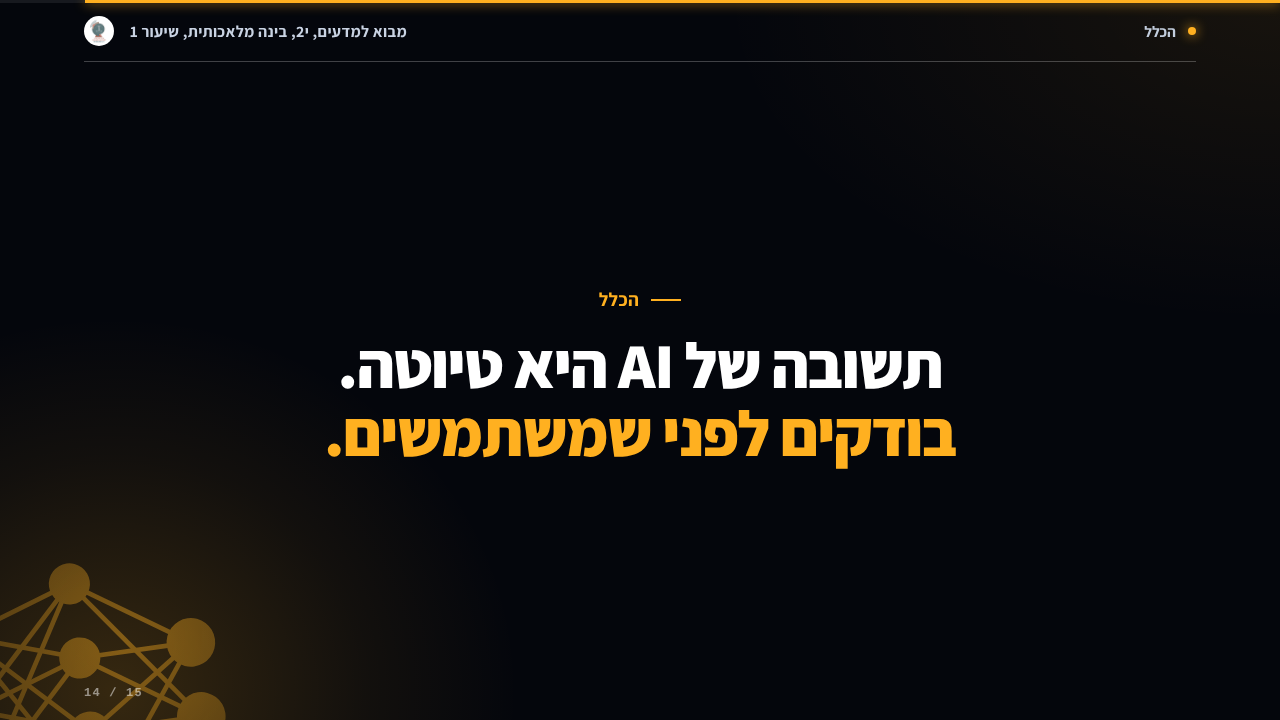 הכלל
מבוא למדעים, י2, בינה מלאכותית, שיעור 1
הכלל
תשובה של AI היא טיוטה.
בודקים לפני שמשתמשים.
14 / 15